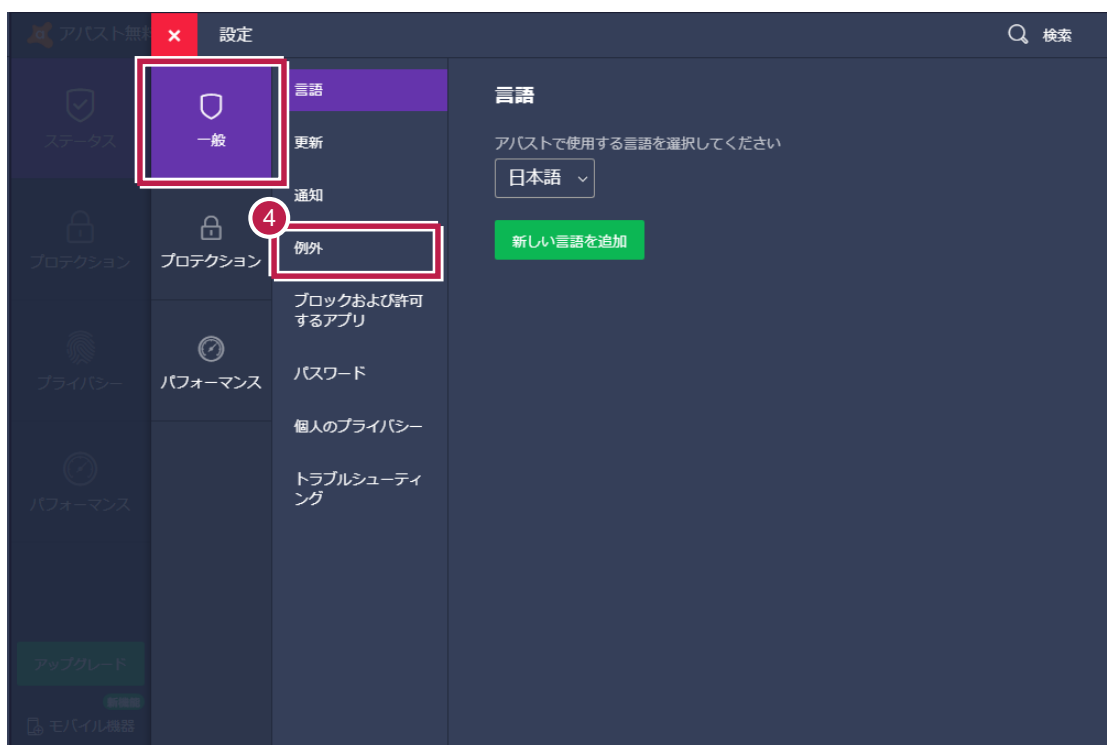 アバスト無料
設定
検索
ステータス
プロテクション
プライバシー
パフォーマンス
アップグレード
新機能
モバイル機器
一般
プロテクション
パフォーマンス
言語
更新
通知
4
例外
ブロックおよび許可
するアプリ
パスワード
個人のプライバシー
トラブルシューティ
ング
言語
アバストで使用する言語を選択してください
日本語
新しい言語を追加